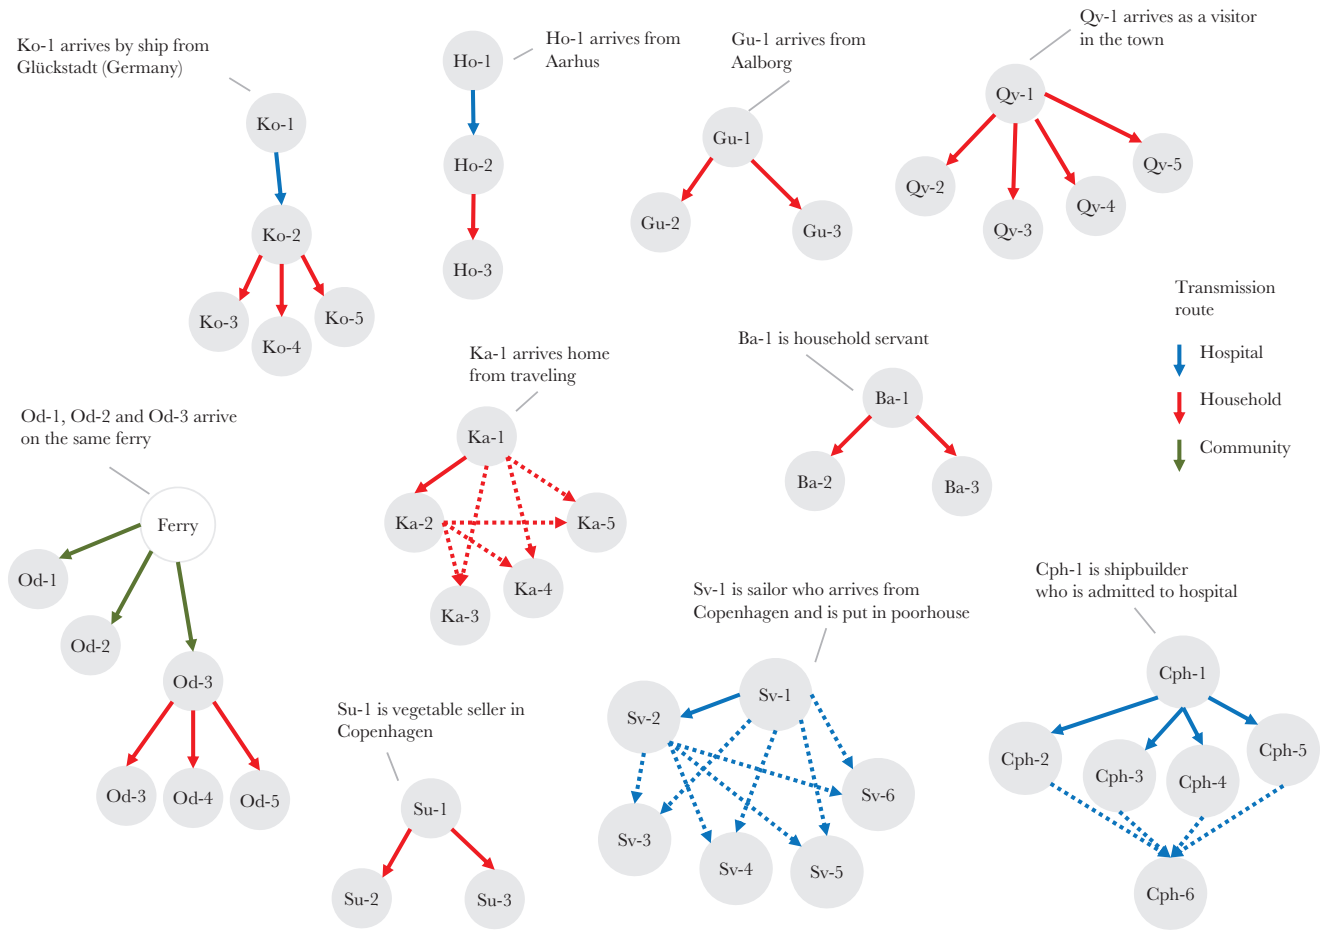 Ko-1 arrives by ship from
Glückstadt (Germany)
Ko-1
Ko-2
Ko-3
Ko-4
Ko-5
Ho-1 arrives from
Aarhus
Ho-1
Ho-2
Ho-3
Gu-1 arrives from
Aalborg
Gu-1
Gu-2
Gu-3
Qv-1 arrives as a visitor
in the town
Qv-1
Qv-2
Qv-3
Qv-4
Qv-5
Transmission
route
Hospital
Household
Community
Od-1, Od-2 and Od-3 arrive
on the same ferry
Ferry
Od-1
Od-2
Od-3
Od-3
Od-4
Od-5
Ka-1 arrives home
from traveling
Ka-1
Ka-2
Ka-3
Ka-4
Ka-5
Ba-1 is household servant
Ba-1
Ba-2
Ba-3
Su-1 is vegetable seller in
Copenhagen
Su-1
Su-2
Su-3
Sv-1 is sailor who arrives from
Copenhagen and is put in poorhouse
Sv-1
Sv-2
Sv-3
Sv-4
Sv-5
Sv-6
Cph-1 is shipbuilder
who is admitted to hospital
Cph-1
Cph-2
Cph-3
Cph-4
Cph-5
Cph-6